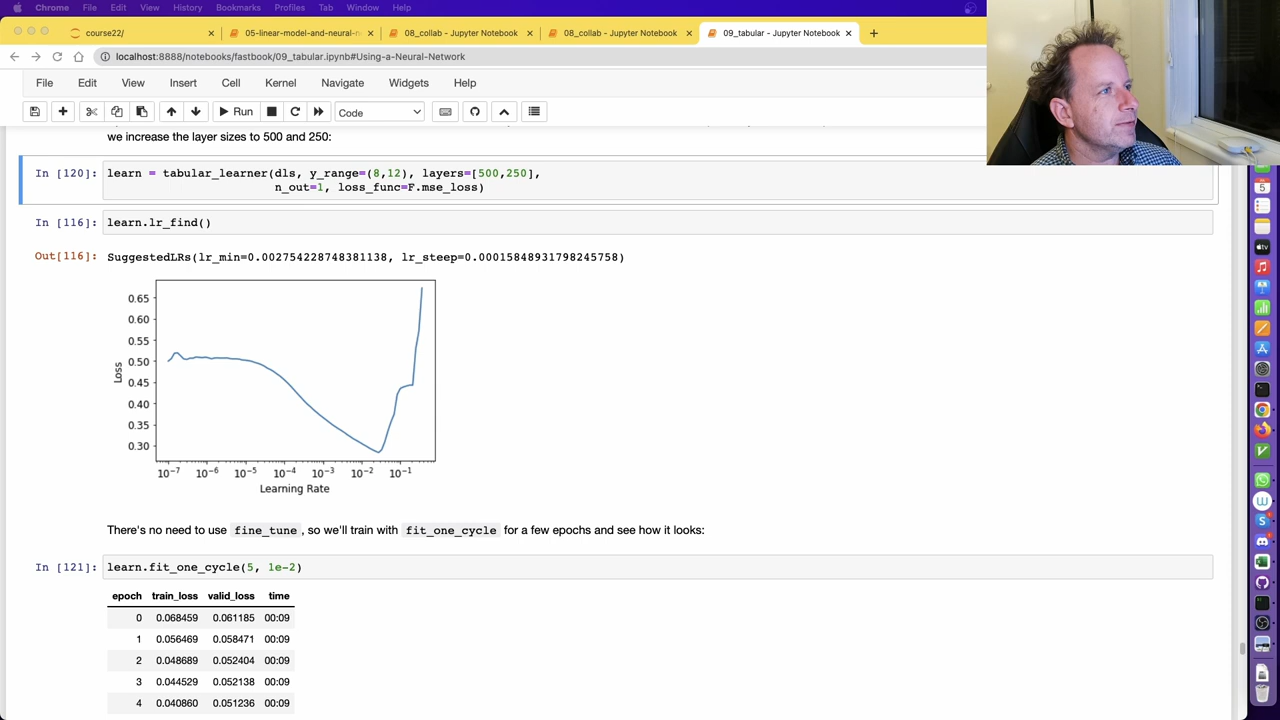 Chrome File Edit View History Bookmarks Profiles Tab Window Help
course22/ 05-linear-model-and-neural-n 08_collab - Jupyter Notebook 08_collab - Jupyter Notebook 09_tabular - Jupyter Notebook
localhost:8888/notebooks/fastbook/09_tabular.ipynb#Using-a-Neural-Network
File Edit View Insert Cell Kernel Navigate Widgets Help
Run Code
we increase the layer sizes to 500 and 250:
In [120]: learn = tabular_learner(dls, y_range=(8,12), layers=[500,250],
n_out=1, loss_func=F.mse_loss)
In [116]: learn.lr_find()
Out[116]: SuggestedLRs(lr_min=0.002754228748381138, lr_steep=0.00015848931798245758)
0.65
0.60
0.55
0.50
0.45
0.40
0.35
0.30
Loss
10⁻⁷ 10⁻⁶ 10⁻⁵ 10⁻⁴ 10⁻³ 10⁻² 10⁻¹
Learning Rate
There's no need to use fine_tune , so we'll train with fit_one_cycle for a few epochs and see how it looks:
In [121]: learn.fit_one_cycle(5, 1e-2)
epoch train_loss valid_loss time
0 0.068459 0.061185 00:09
1 0.056469 0.058471 00:09
2 0.048689 0.052404 00:09
3 0.044529 0.052138 00:09
4 0.040860 0.051236 00:09